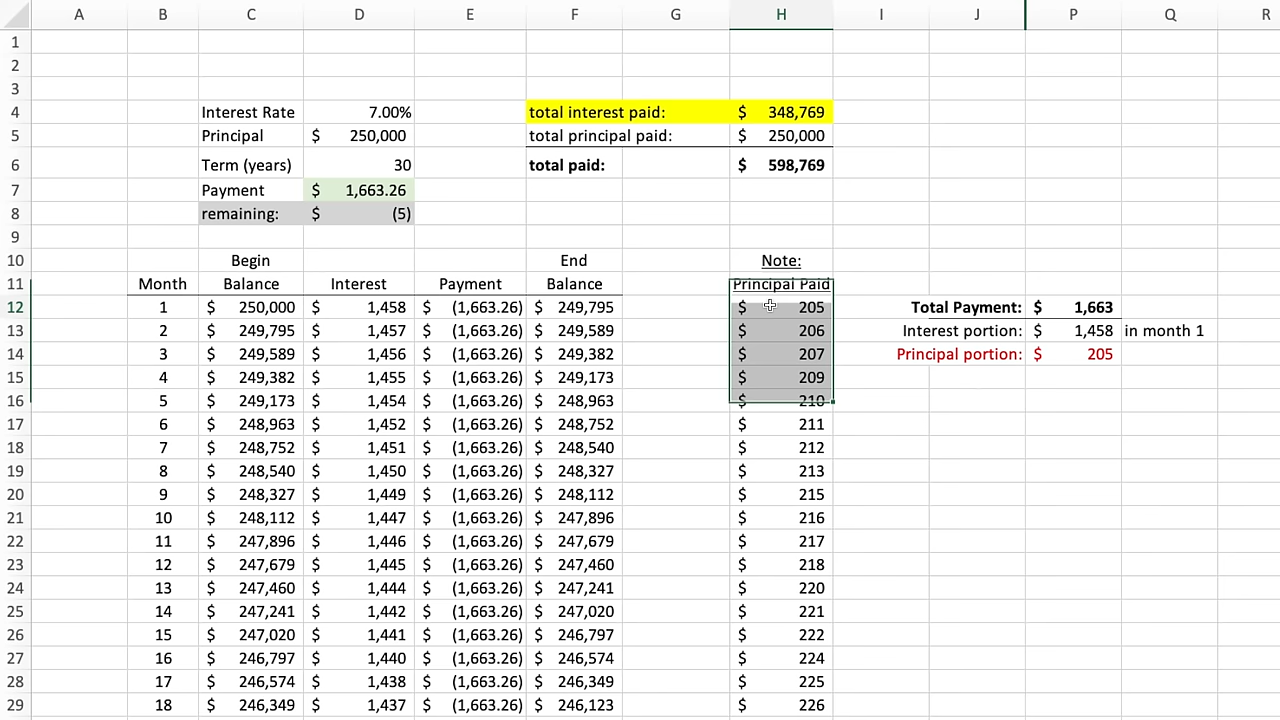 A B C D E F G H I J P Q R
1
2
3
4 Interest Rate 7.00% total interest paid: $ 348,769
5 Principal $ 250,000 total principal paid: $ 250,000
6 Term (years) 30 total paid: $ 598,769
7 Payment $ 1,663.26
8 remaining: $ (5)
9
10 Begin End Note:
11 Month Balance Interest Payment Balance Principal Paid
12 1 $ 250,000 $ 1,458 $ (1,663.26) $ 249,795 $ 205 Total Payment: $ 1,663
13 2 $ 249,795 $ 1,457 $ (1,663.26) $ 249,589 $ 206 Interest portion: $ 1,458 in month 1
14 3 $ 249,589 $ 1,456 $ (1,663.26) $ 249,382 $ 207 Principal portion: $ 205
15 4 $ 249,382 $ 1,455 $ (1,663.26) $ 249,173 $ 209
16 5 $ 249,173 $ 1,454 $ (1,663.26) $ 248,963 $ 210
17 6 $ 248,963 $ 1,452 $ (1,663.26) $ 248,752 $ 211
18 7 $ 248,752 $ 1,451 $ (1,663.26) $ 248,540 $ 212
19 8 $ 248,540 $ 1,450 $ (1,663.26) $ 248,327 $ 213
20 9 $ 248,327 $ 1,449 $ (1,663.26) $ 248,112 $ 215
21 10 $ 248,112 $ 1,447 $ (1,663.26) $ 247,896 $ 216
22 11 $ 247,896 $ 1,446 $ (1,663.26) $ 247,679 $ 217
23 12 $ 247,679 $ 1,445 $ (1,663.26) $ 247,460 $ 218
24 13 $ 247,460 $ 1,444 $ (1,663.26) $ 247,241 $ 220
25 14 $ 247,241 $ 1,442 $ (1,663.26) $ 247,020 $ 221
26 15 $ 247,020 $ 1,441 $ (1,663.26) $ 246,797 $ 222
27 16 $ 246,797 $ 1,440 $ (1,663.26) $ 246,574 $ 224
28 17 $ 246,574 $ 1,438 $ (1,663.26) $ 246,349 $ 225
29 18 $ 246,349 $ 1,437 $ (1,663.26) $ 246,123 $ 226